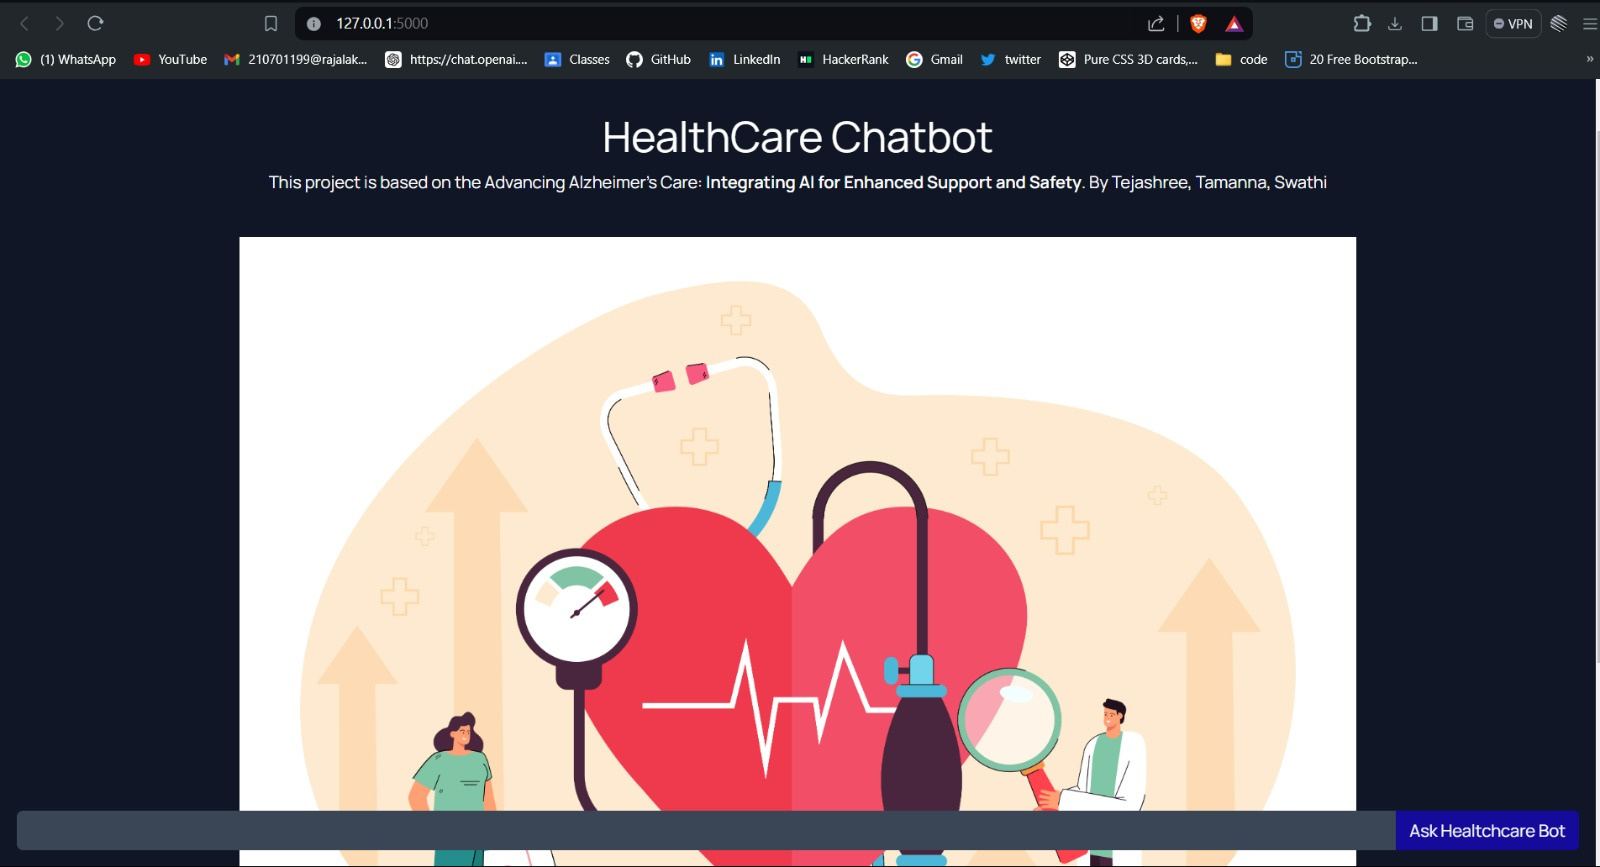 127.0.0.1:5000
VPN
(1) WhatsApp YouTube 210701199@rajalak... https://chat.openai.... Classes GitHub LinkedIn HackerRank Gmail twitter Pure CSS 3D cards,... code 20 Free Bootstrap... »
HealthCare Chatbot
This project is based on the Advancing Alzheimer's Care: Integrating AI for Enhanced Support and Safety. By Tejashree, Tamanna, Swathi
Ask Healtchcare Bot